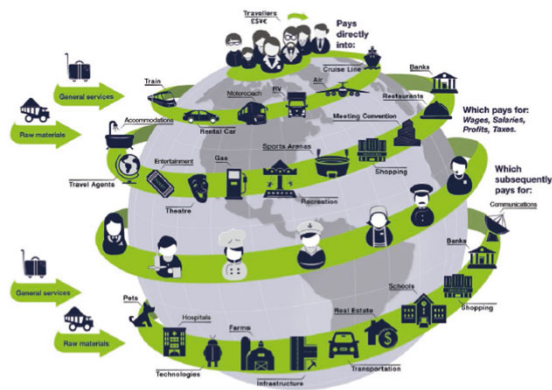 Travellers
£$¥€
Pays
directly
into:
Cruise Line
Air
RV
Motorcoach
Train
Rental Car
General services
Raw materials
Banks
Restaurants
Meeting Convention
Which pays for:
Wages, Salaries,
Profits, Taxes.
Accommodations
Travel Agents
Entertainment
Theatre
Gas
Sports Arenas
Recreation
Shopping
Which
subsequently
pays for:
Communications
Banks
Shopping
Schools
Real Estate
Transportation
Infrastructure
Farms
Technologies
Hospitals
Pets
General services
Raw materials